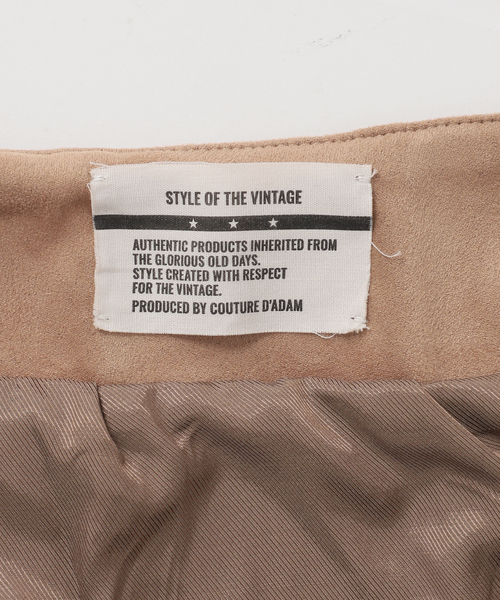 STYLE OF THE VINTAGE
AUTHENTIC PRODUCTS INHERITED FROM
THE GLORIOUS OLD DAYS.
STYLE CREATED WITH RESPECT
FOR THE VINTAGE.
PRODUCED BY COUTURE D'ADAM